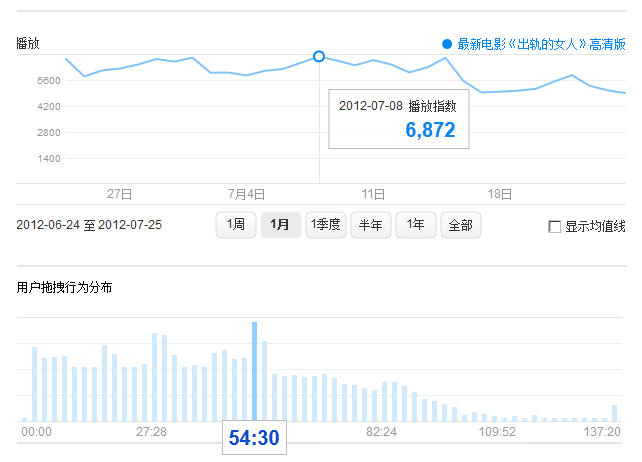 播放
最新电影《出轨的女人》高清版
5600
4200
2800
1400
2012-07-08 播放指数
6,872
27日 7月4日 11日 18日
2012-06-24 至 2012-07-25 1周 1月 1季度 半年 1年 全部 显示均值线
用户拖拽行为分布
00:00 27:28 54:30 82:24 109:52 137:20